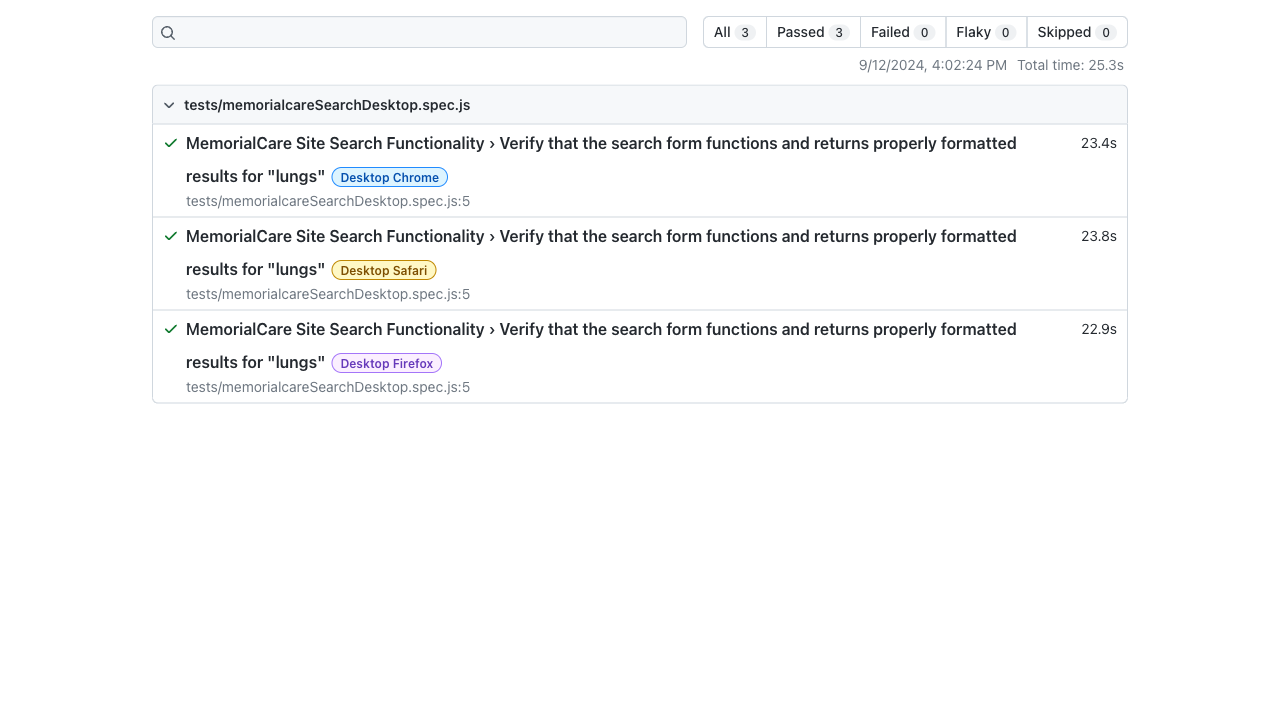 All 3 Passed 3 Failed 0 Flaky 0 Skipped 0
9/12/2024, 4:02:24 PM Total time: 25.3s
tests/memorialcareSearchDesktop.spec.js
MemorialCare Site Search Functionality › Verify that the search form functions and returns properly formatted 23.4s
results for "lungs" Desktop Chrome
tests/memorialcareSearchDesktop.spec.js:5
MemorialCare Site Search Functionality › Verify that the search form functions and returns properly formatted 23.8s
results for "lungs" Desktop Safari
tests/memorialcareSearchDesktop.spec.js:5
MemorialCare Site Search Functionality › Verify that the search form functions and returns properly formatted 22.9s
results for "lungs" Desktop Firefox
tests/memorialcareSearchDesktop.spec.js:5